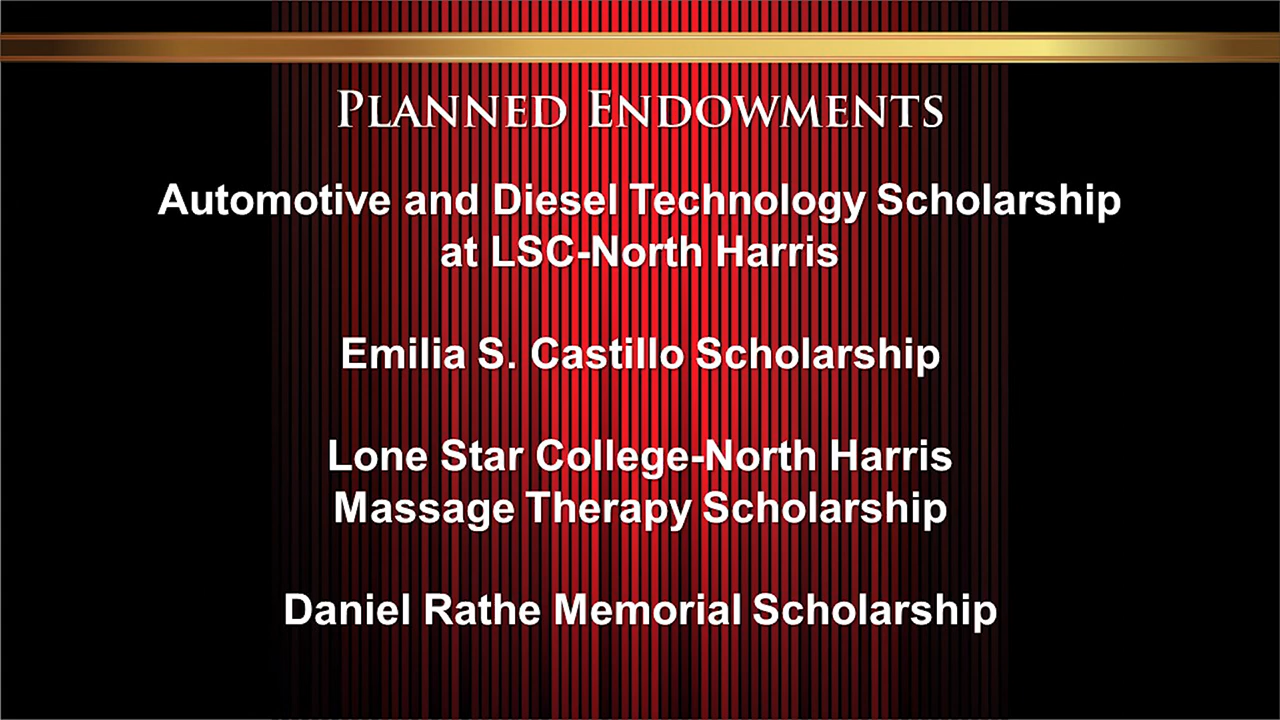 Planned Endowments
Automotive and Diesel Technology Scholarship
at LSC-North Harris
Emilia S. Castillo Scholarship
Lone Star College-North Harris
Massage Therapy Scholarship
Daniel Rathe Memorial Scholarship